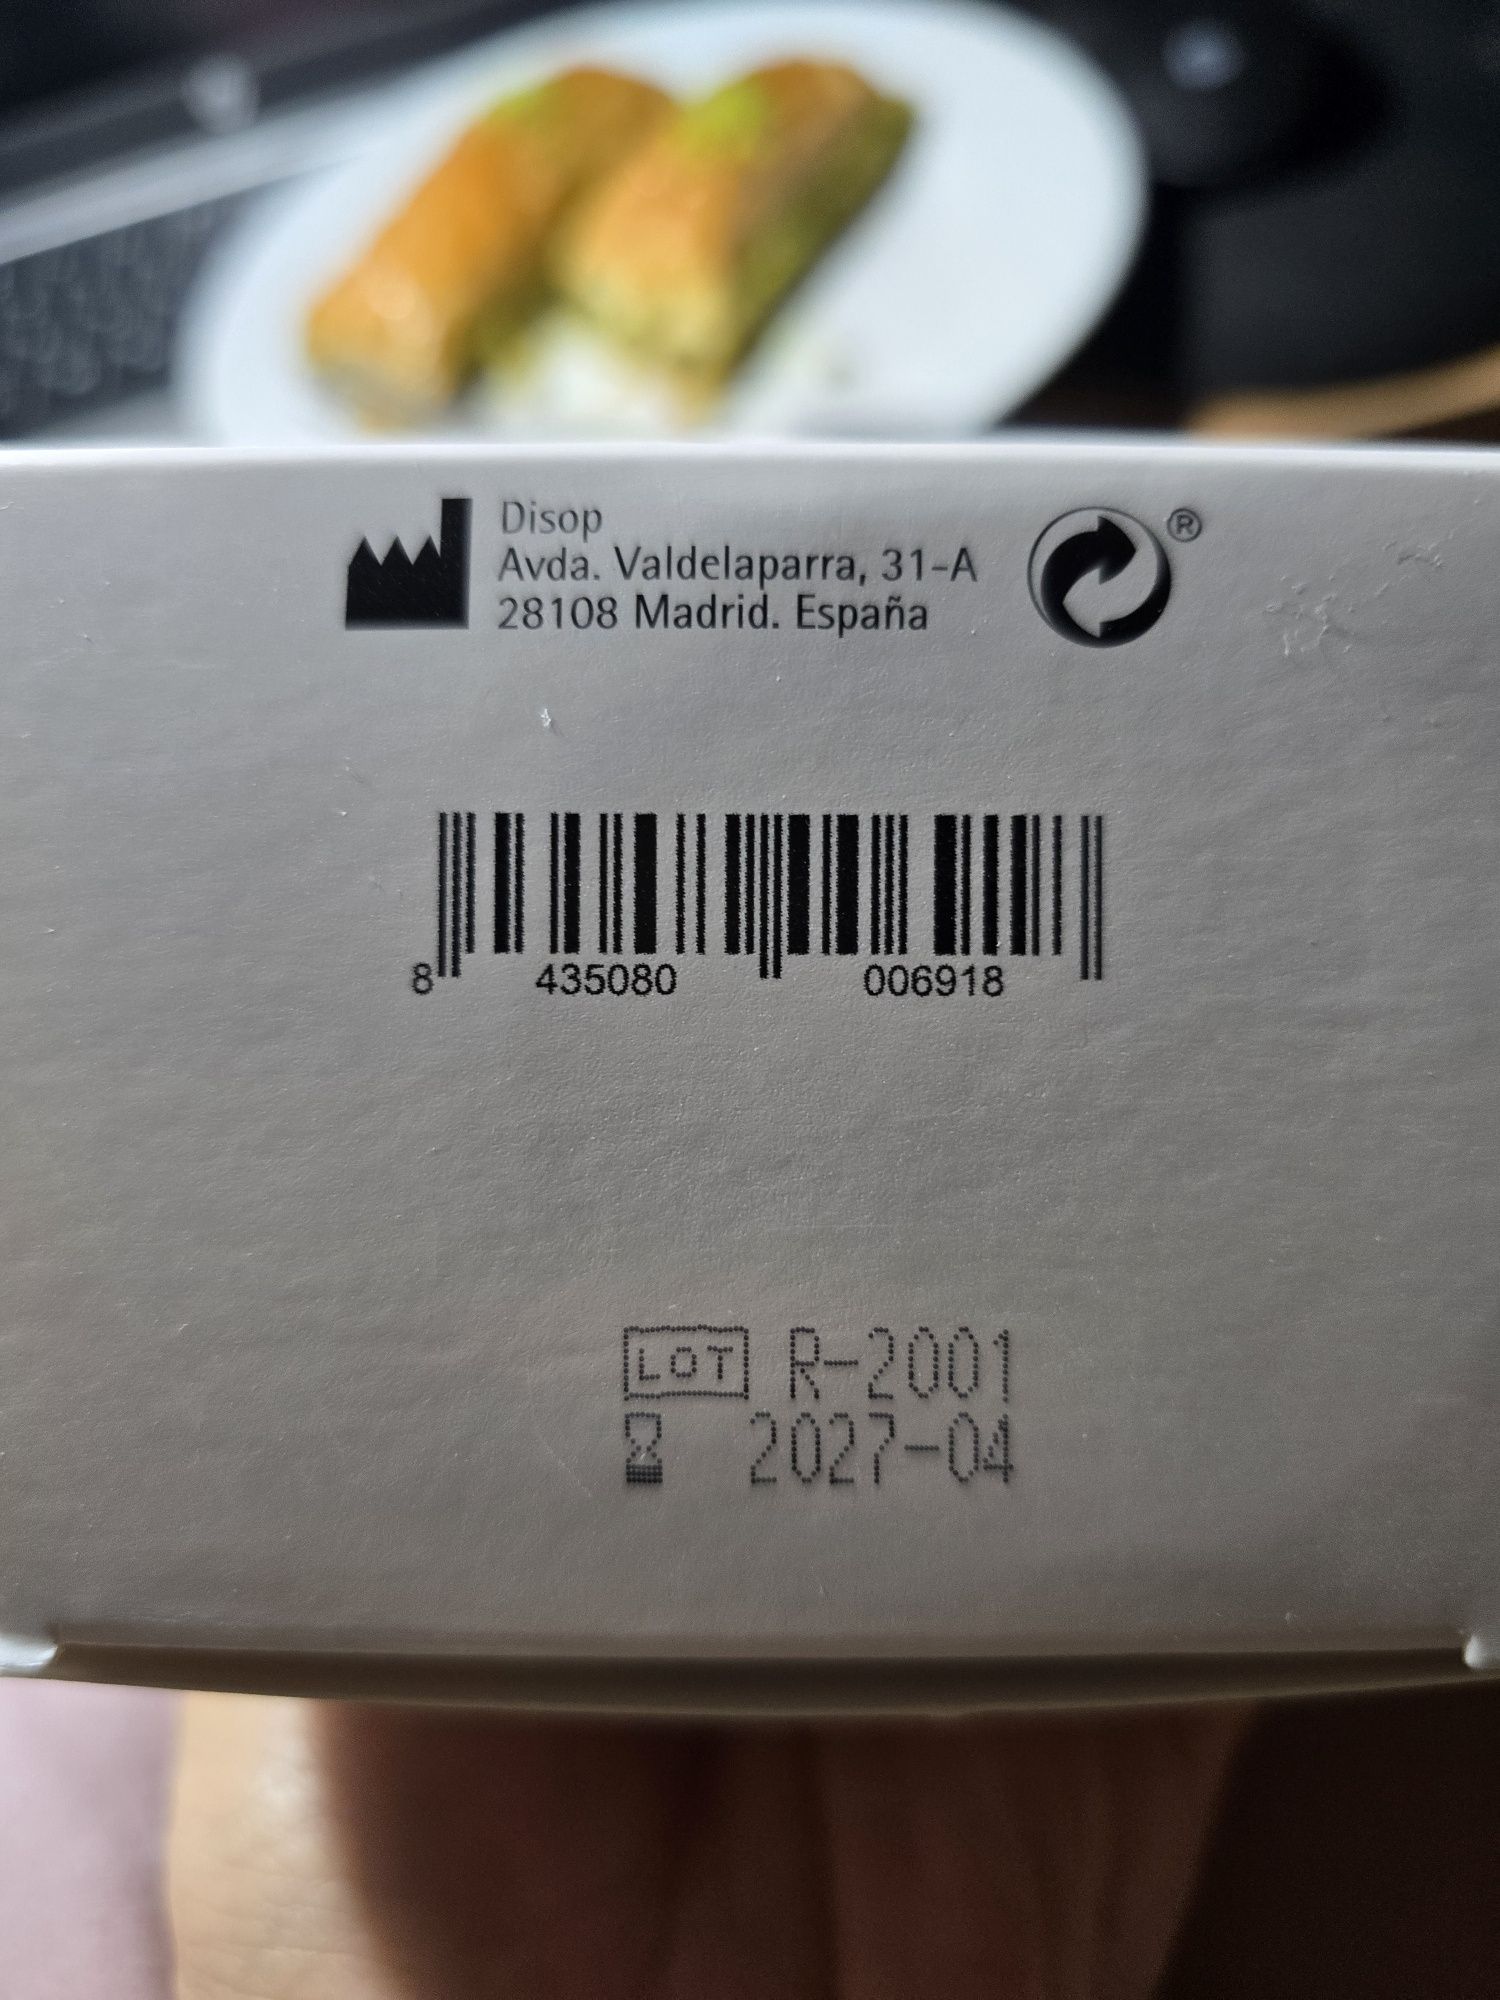 Disop
Avda. Valdelaparra, 31-A
28108 Madrid. España
®
8 435080 006918
LOT R-2001
2027-04